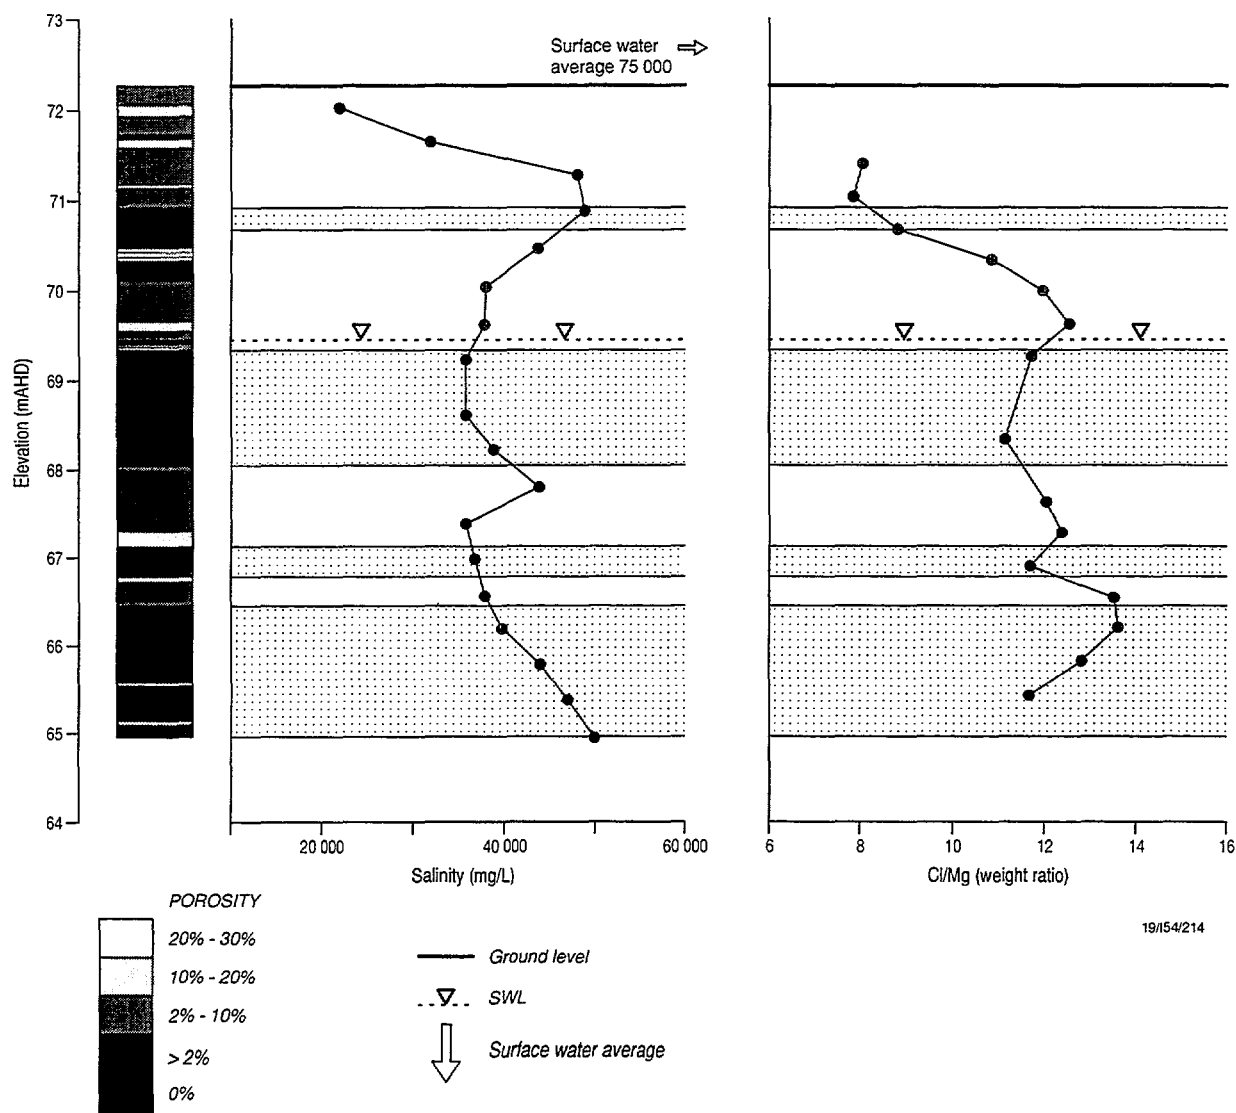 73
72
71
70
69
68
67
66
65
64
Elevation (mAHD)
Surface water
average 75 000
20 000
40 000
60 000
Salinity (mg/L)
6
8
10
12
14
16
Cl/Mg (weight ratio)
19/I54/214
POROSITY
20% - 30%
10% - 20%
2% - 10%
> 2%
0%
Ground level
SWL
Surface water average